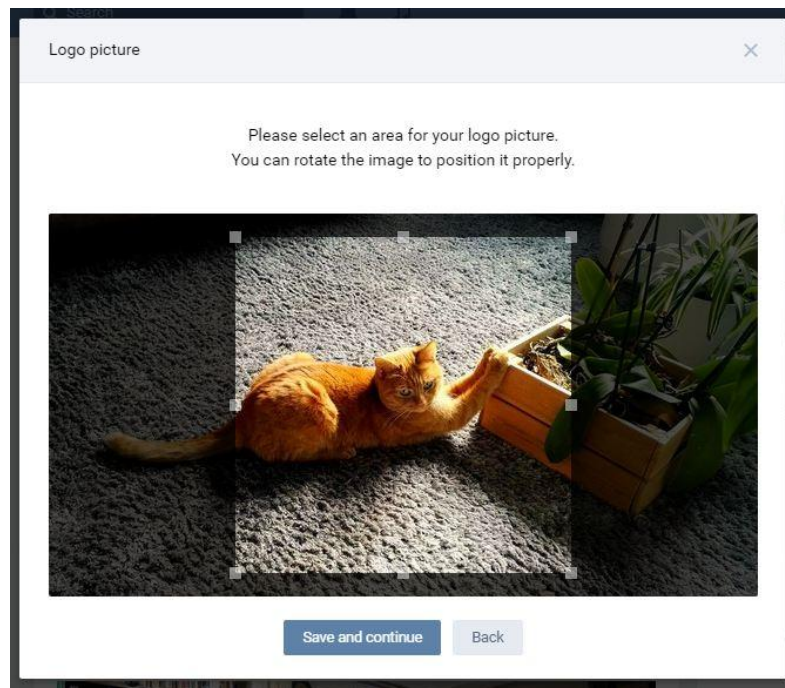 Search
Logo picture
Please select an area for your logo picture.
You can rotate the image to position it properly.
Save and continue
Back